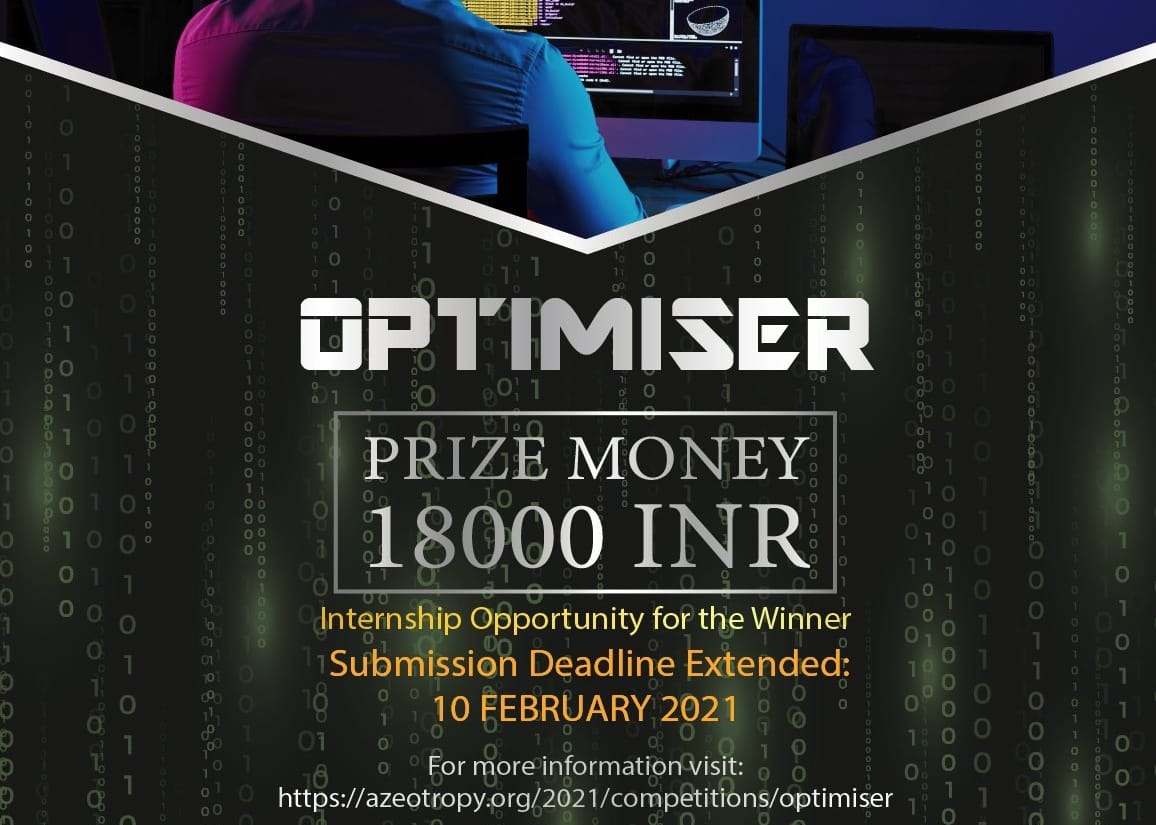 OPTIMISER
PRIZE MONEY
18000 INR
Internship Opportunity for the Winner
Submission Deadline Extended:
10 FEBRUARY 2021
For more information visit:
https://azeotropy.org/2021/competitions/optimiser